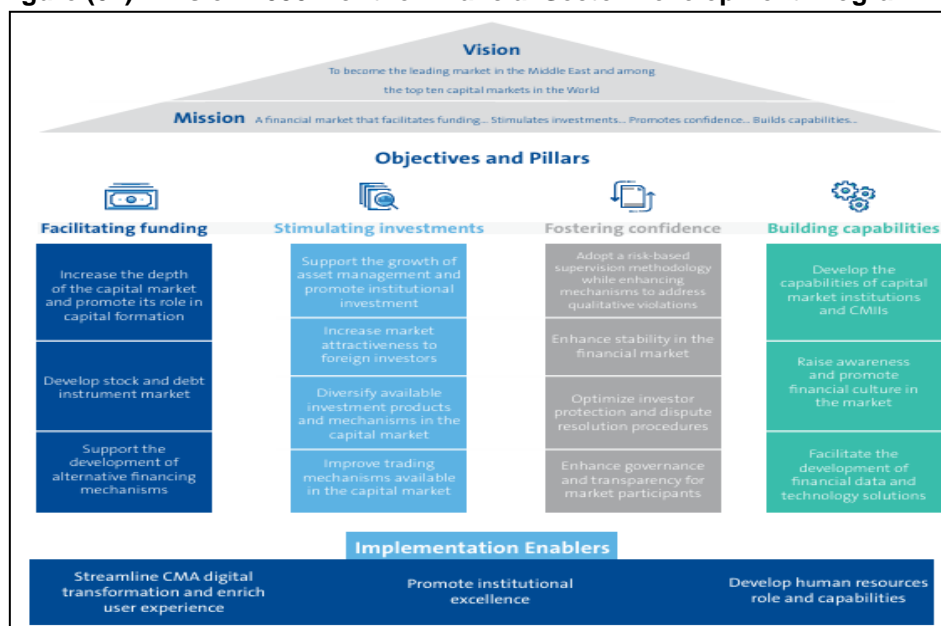 Vision
To become the leading market in the Middle East and among
the top ten capital markets in the World
Mission A financial market that facilitates funding... Stimulates investments... Promotes confidence... Builds capabilities...
Objectives and Pillars
Facilitating funding
Increase the depth
of the capital market
and promote its role in
capital formation
Develop stock and debt
instrument market
Support the
development of
alternative financing
mechanisms
Stimulating investments
Support the growth of
asset management and
promote institutional
investment
Increase market
attractiveness to
foreign investors
Diversify available
investment products
and mechanisms in the
capital market
Improve trading
mechanisms available
in the capital market
Fostering confidence
Adopt a risk-based
supervision methodology
while enhancing
mechanisms to address
qualitative violations
Enhance stability in the
financial market
Optimize investor
protection and dispute
resolution procedures
Enhance governance
and transparency for
market participants
Building capabilities
Develop the
capabilities of capital
market institutions
and CMIIs
Raise awareness
and promote
financial culture in
the market
Facilitate the
development of
financial data and
technology solutions
Implementation Enablers
Streamline CMA digital
transformation and enrich
user experience
Promote institutional
excellence
Develop human resources
role and capabilities